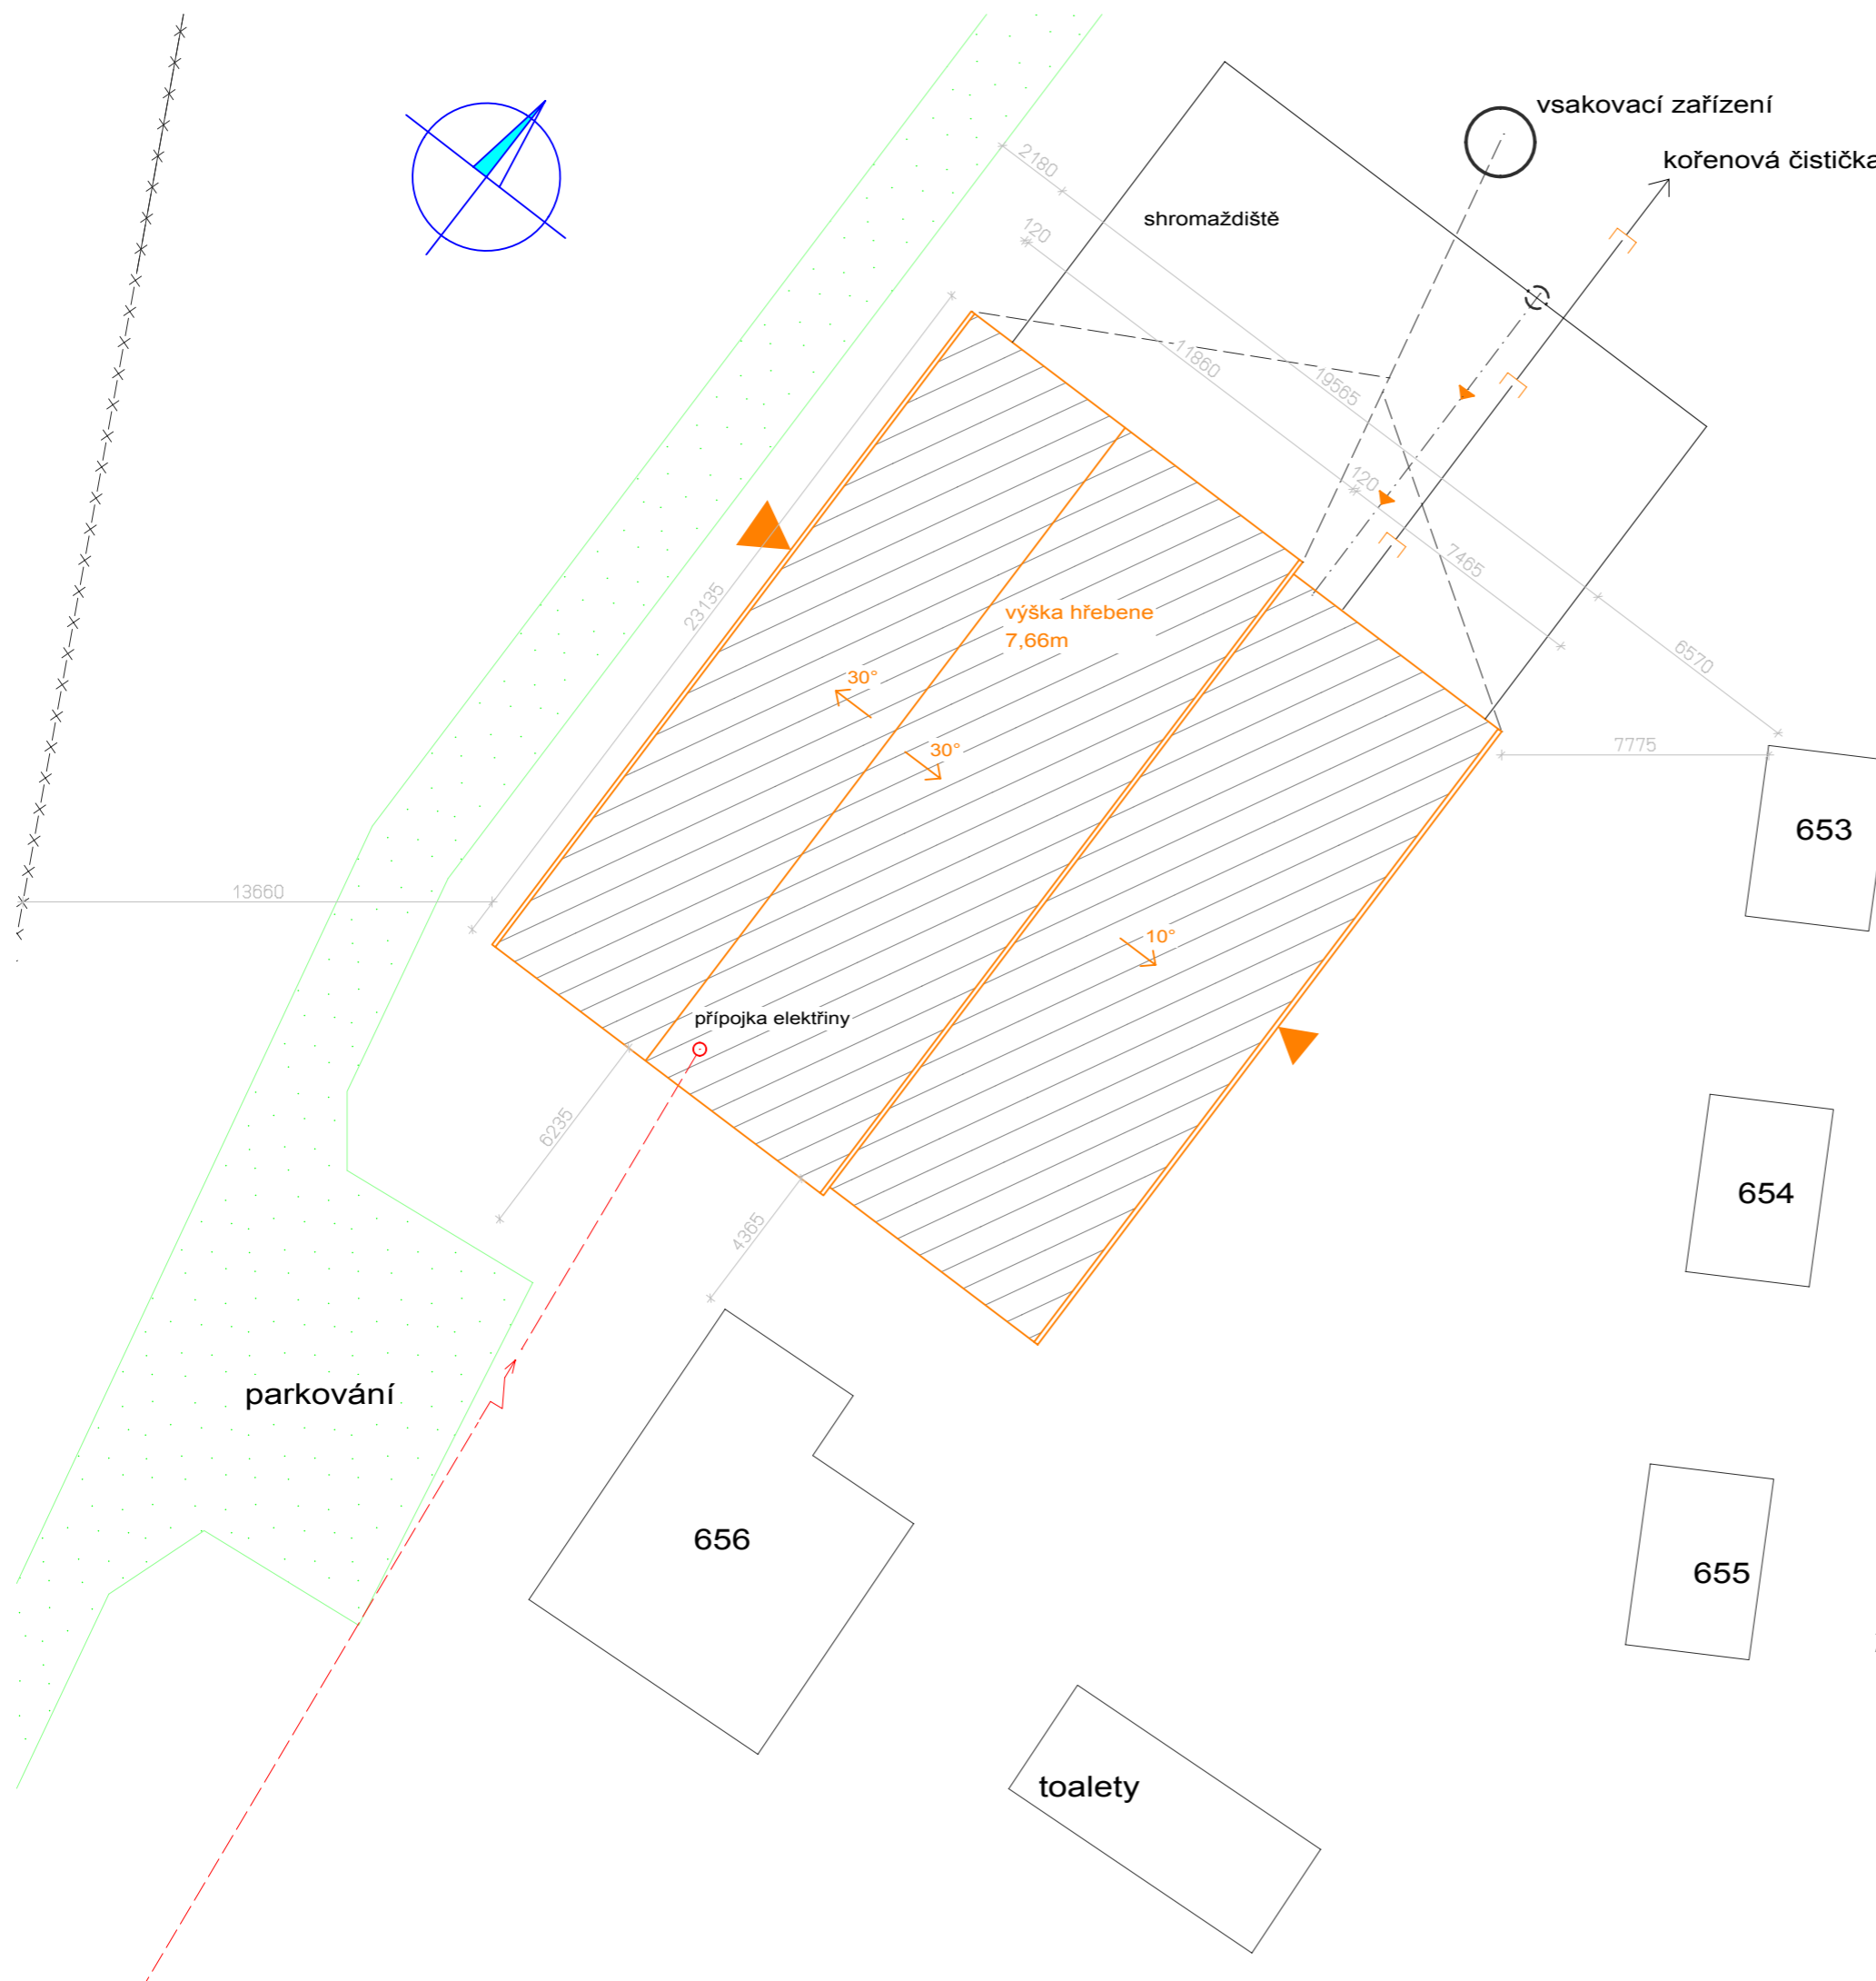 vsakovací zařízení
kořenová čistička
2180
shromaždiště
120
11860
19565
120
7465
23135
výška hřebene
7,66m
6570
30°
30°
7775
653
13660
10°
přípojka elektřiny
6235
4365
654
parkování
656
655
toalety